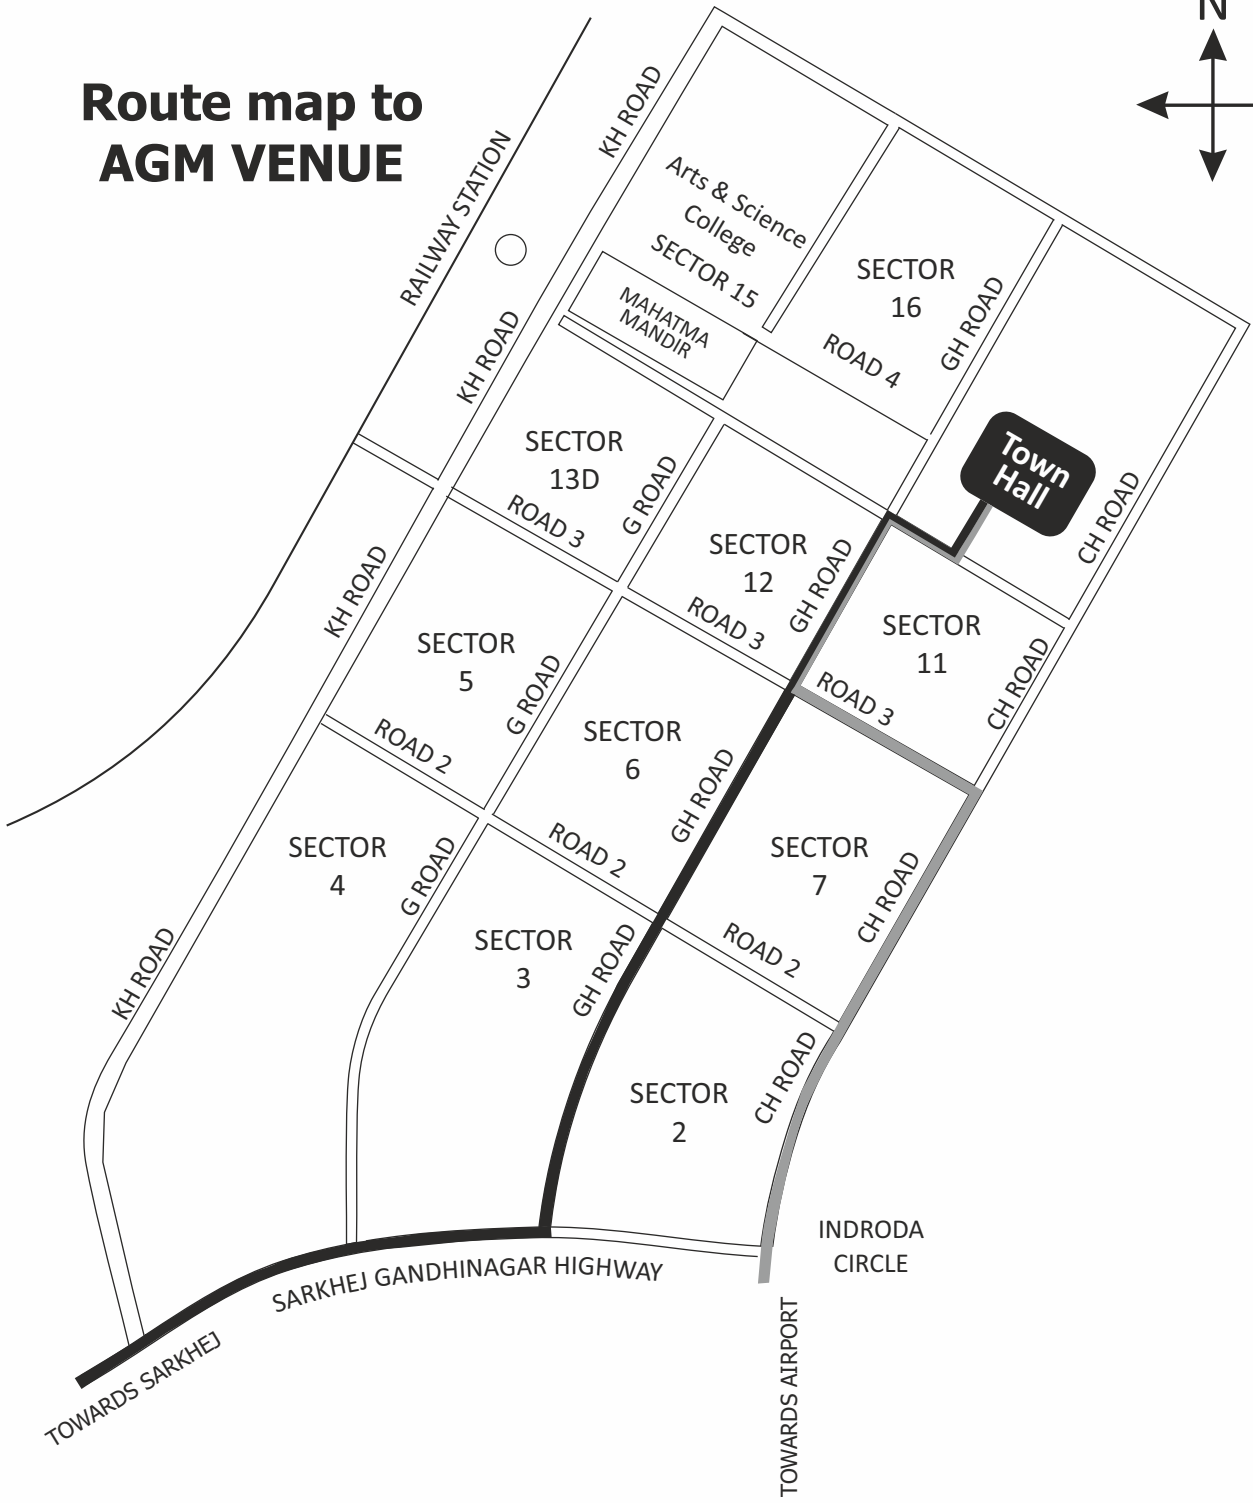 N
Route map to
AGM VENUE
KH ROAD
RAILWAY STATION
Arts & Science
College
SECTOR 15
MAHATMA
MANDIR
SECTOR
16
ROAD 4
GH ROAD
KH ROAD
SECTOR
13D
ROAD 3
G ROAD
Town
Hall
CH ROAD
SECTOR
12
ROAD 3
GH ROAD
SECTOR
11
ROAD 3
CH ROAD
KH ROAD
SECTOR
5
ROAD 2
G ROAD
SECTOR
6
ROAD 2
GH ROAD
SECTOR
7
ROAD 2
CH ROAD
SECTOR
4
G ROAD
KH ROAD
SECTOR
3
GH ROAD
SECTOR
2
CH ROAD
INDRODA
CIRCLE
SARKHEJ GANDHINAGAR HIGHWAY
TOWARDS SARKHEJ
TOWARDS AIRPORT